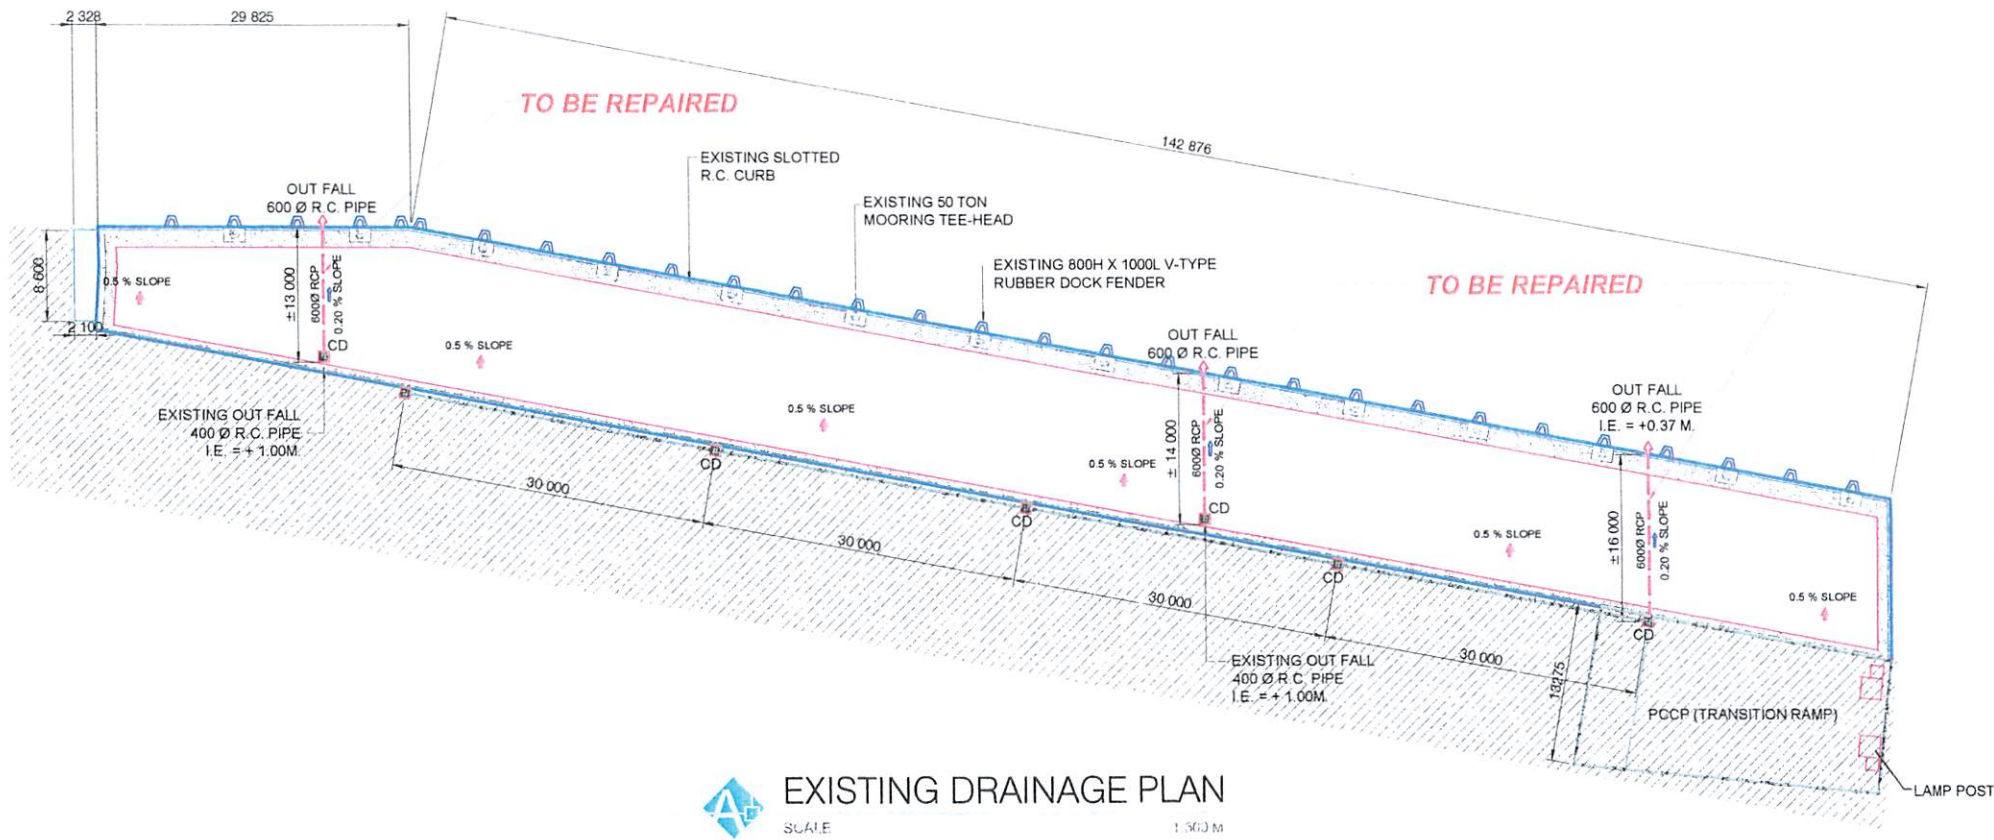 2 328
29 825
142 876
TO BE REPAIRED
EXISTING SLOTTED
R.C. CURB
EXISTING 50 TON
MOORING TEE-HEAD
EXISTING 800H X 1000L V-TYPE
RUBBER DOCK FENDER
TO BE REPAIRED
OUT FALL
600 Ø R.C. PIPE
8 600
2 100
0.5 % SLOPE
±13 000
600Ø RCP
0.20 % SLOPE
CD
0.5 % SLOPE
EXISTING OUT FALL
400 Ø R.C. PIPE
I.E. = + 1.00M.
0.5 % SLOPE
CD
30 000
30 000
CD
0.5 % SLOPE
OUT FALL
600 Ø R.C. PIPE
± 14 000
600Ø RCP
0.20 % SLOPE
CD
30 000
CD
EXISTING OUT FALL
400 Ø R.C. PIPE
I.E. = + 1.00M.
0.5 % SLOPE
OUT FALL
600 Ø R.C. PIPE
I.E. = +0.37 M.
±16 000
600Ø RCP
0.20 % SLOPE
CD
0.5 % SLOPE
30 000
13275
PCCP (TRANSITION RAMP)
LAMP POST
EXISTING DRAINAGE PLAN
SCALE